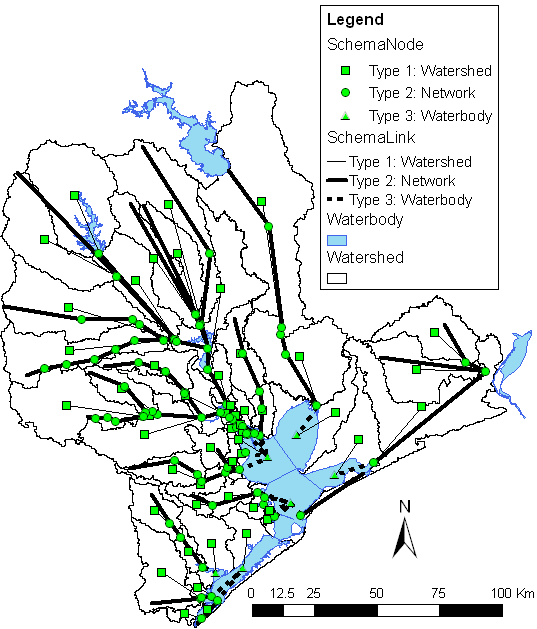 Legend
SchemaNode
Type 1: Watershed
Type 2: Network
Type 3: Waterbody
SchemaLink
Type 1: Watershed
Type 2: Network
Type 3: Waterbody
Waterbody
Watershed
N
0 12.5 25 50 75 100 Km